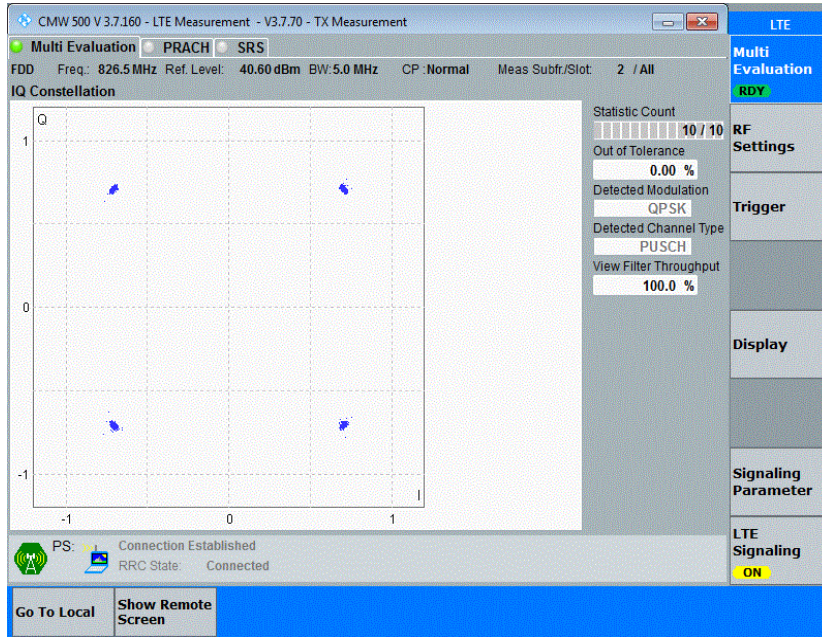 CMW 500 V 3.7.160 - LTE Measurement - V3.7.70 - TX Measurement
LTE
Multi Evaluation PRACH SRS
FDD Freq.: 826.5 MHz Ref. Level: 40.60 dBm BW: 5.0 MHz CP : Normal Meas Subfr./Slot: 2 / All
IQ Constellation
Q
1
0
-1
I
-1 0 1
Statistic Count
10 / 10
Out of Tolerance
0.00 %
Detected Modulation
QPSK
Detected Channel Type
PUSCH
View Filter Throughput
100.0 %
Multi
Evaluation
RDY
RF
Settings
Trigger
Display
Signaling
Parameter
LTE
Signaling
ON
PS: Connection Established
RRC State: Connected
Go To Local
Show Remote
Screen